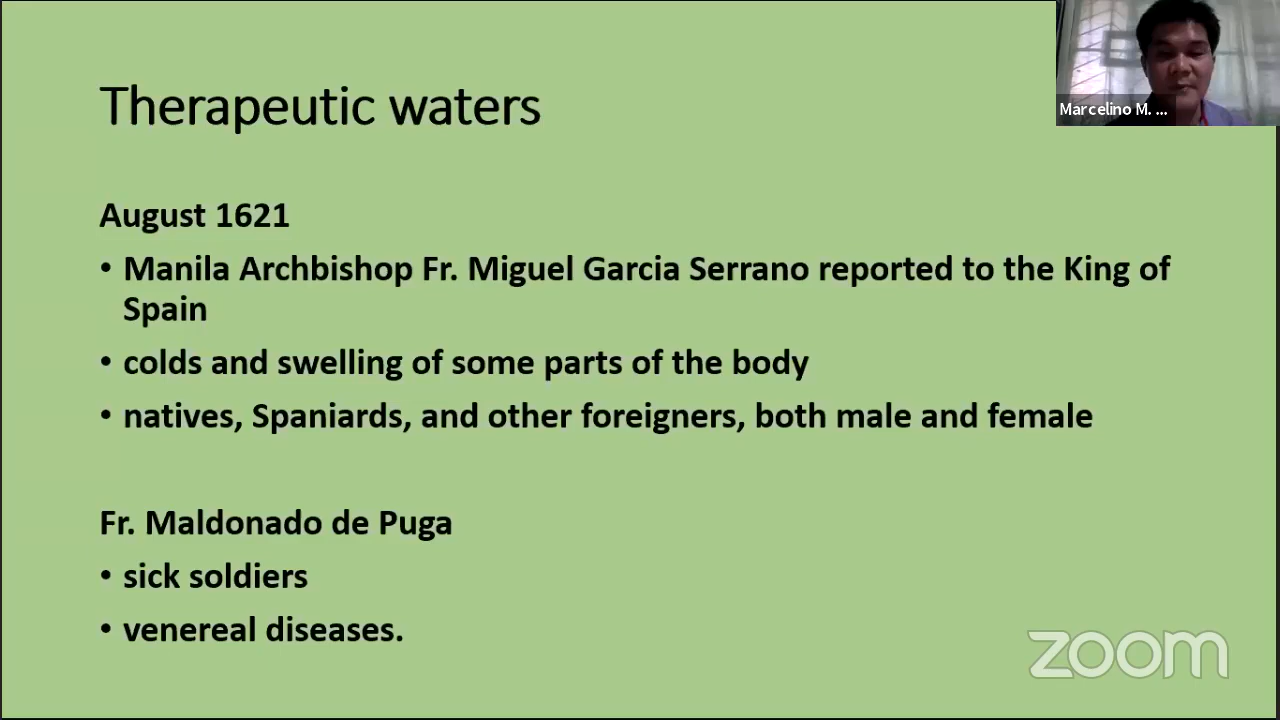 Therapeutic waters
Marcelino M. ...
August 1621
• Manila Archbishop Fr. Miguel Garcia Serrano reported to the King of
Spain
• colds and swelling of some parts of the body
• natives, Spaniards, and other foreigners, both male and female
Fr. Maldonado de Puga
• sick soldiers
• venereal diseases.
zoom